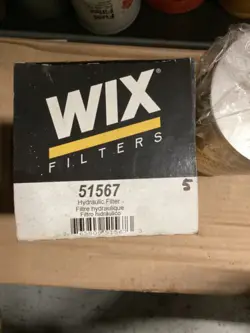 WIX®
FILTERS
51567
Hydraulic Filter
Filtre hydraulique
Filtro hidráulico
5